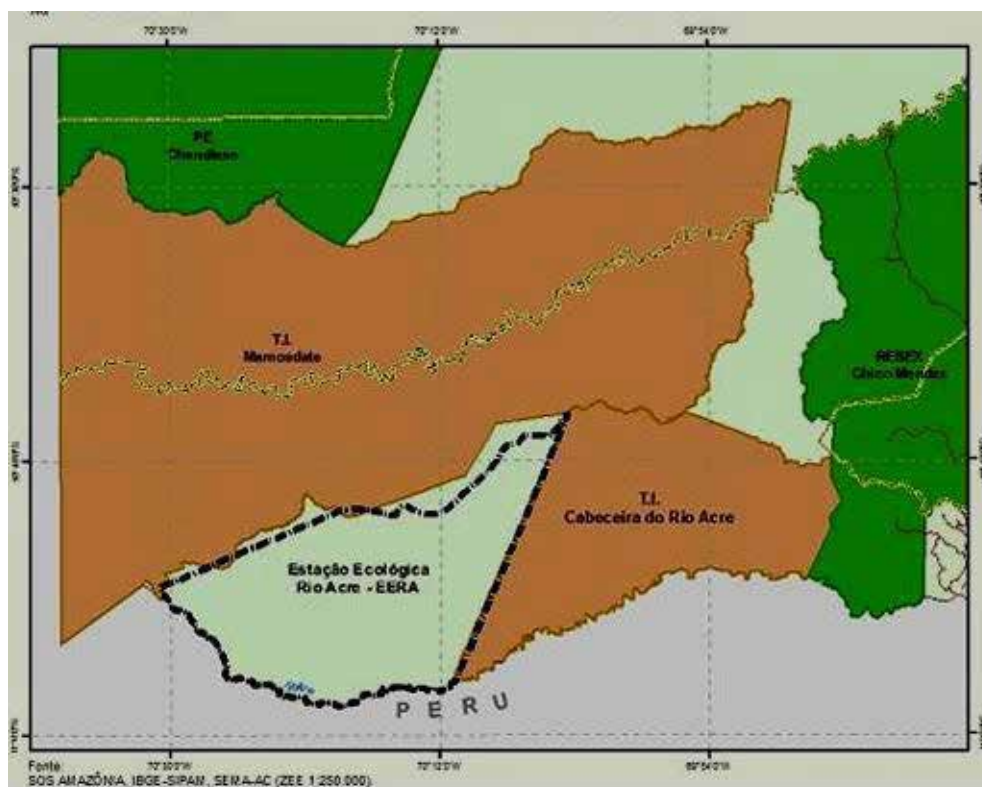 70°30'0"W 70°12'0"W 69°54'0"W
PE
Chandless
T.I.
Mamoadate
RESEX
Chico Mendes
T.I.
Cabeceira do Rio Acre
Estação Ecológica
Rio Acre - EERA
PERU
70°30'0"W 70°12'0"W 69°54'0"W
Fonte:
SOS AMAZÔNIA, IBGE-SIPAM, SEMA-AC (ZEE 1:250.000)